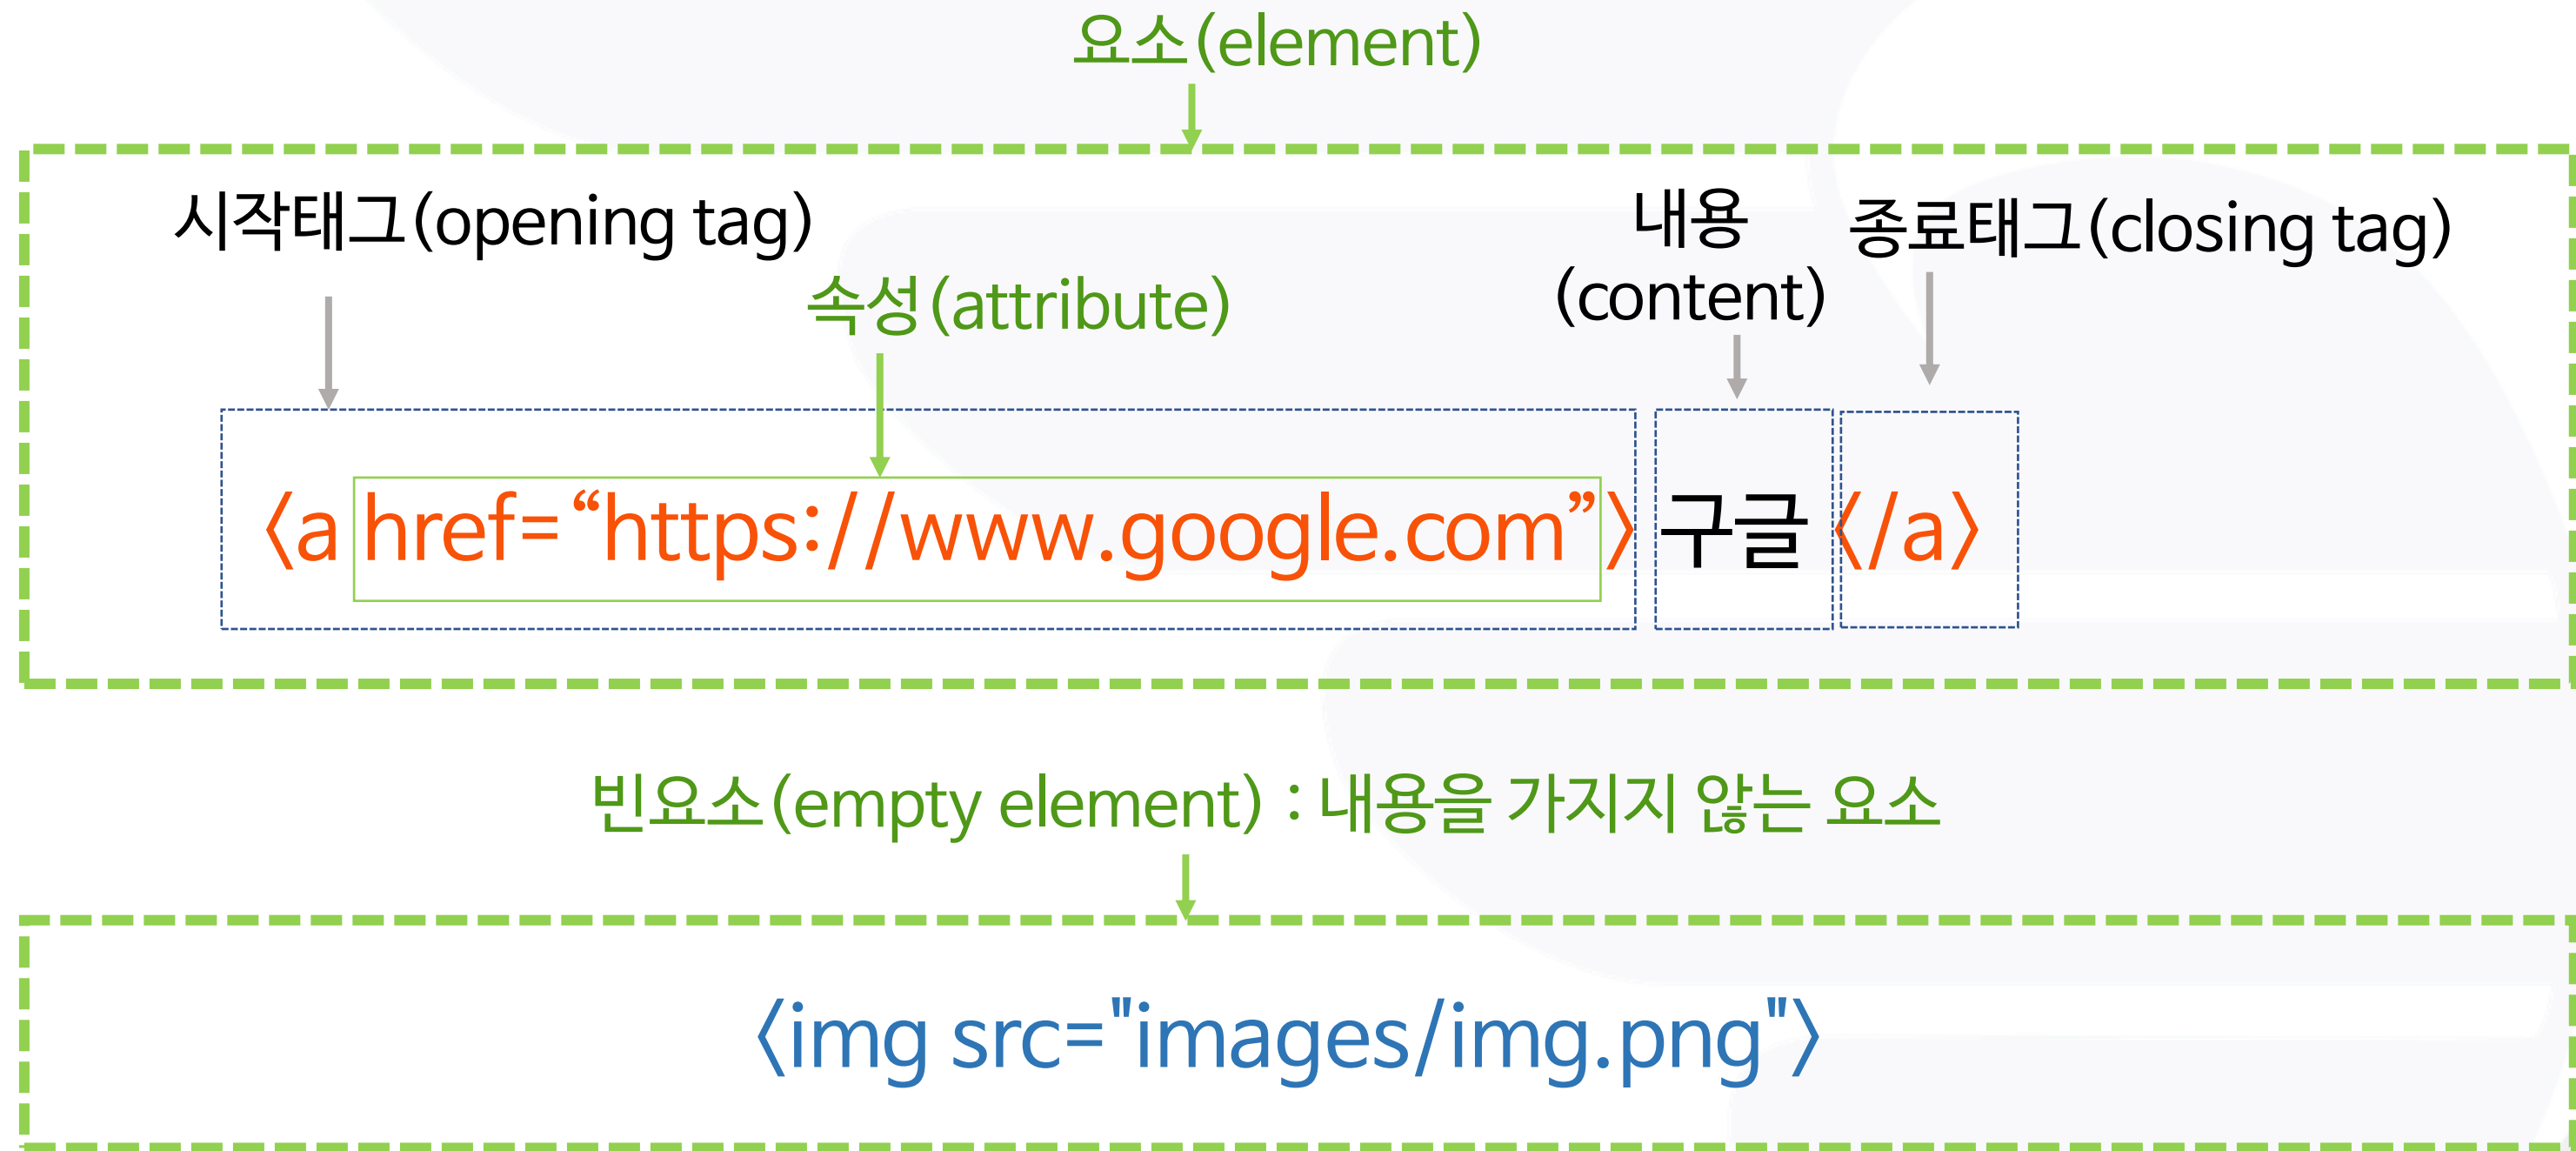 요소(element)
시작태그(opening tag)
내용
(content)
종료태그(closing tag)
속성(attribute)
<a href=“https://www.google.com”> 구글 </a>
빈요소(empty element) : 내용을 가지지 않는 요소
<img src="images/img.png">